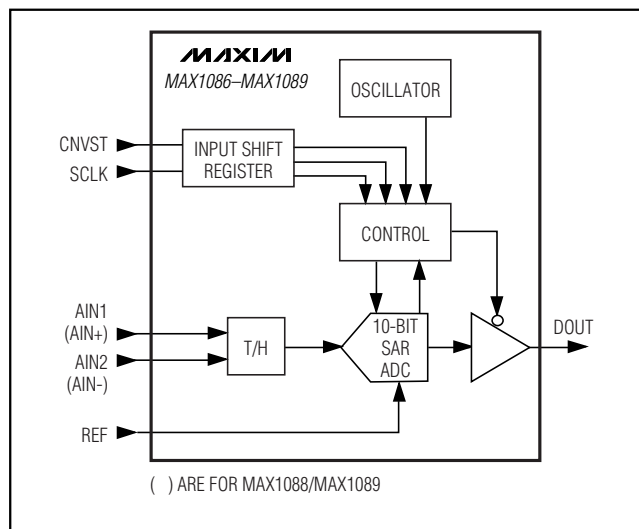 MAXIM
MAX1086–MAX1089
OSCILLATOR
CNVST
SCLK
INPUT SHIFT
REGISTER
CONTROL
AIN1
(AIN+)
AIN2
(AIN-)
T/H
10-BIT
SAR
ADC
DOUT
REF
( ) ARE FOR MAX1088/MAX1089